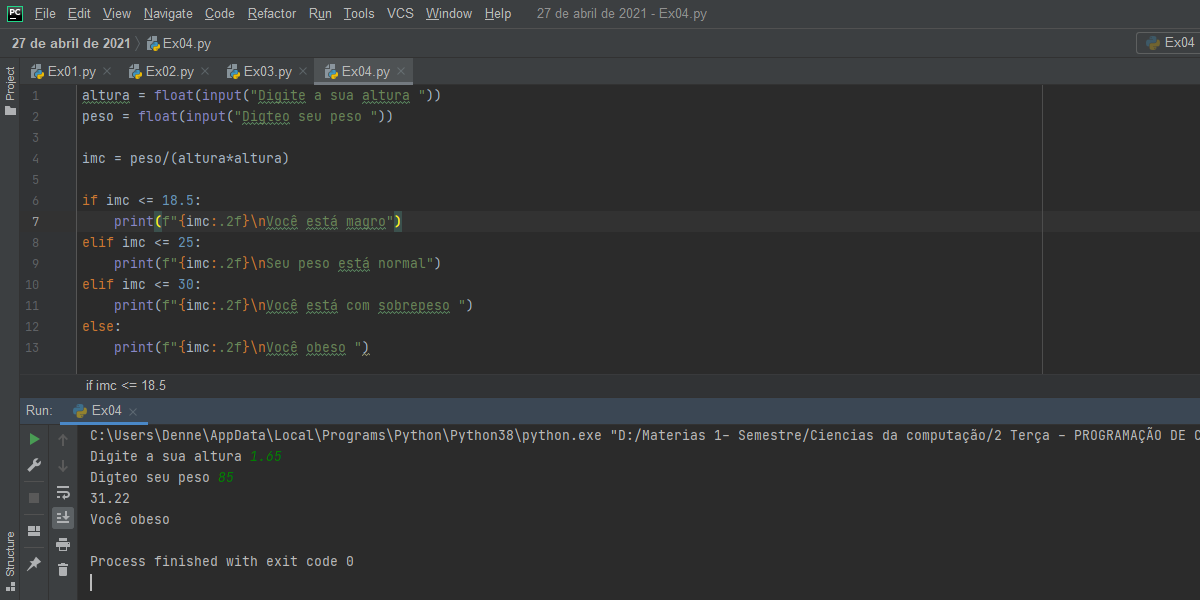 PC File Edit View Navigate Code Refactor Run Tools VCS Window Help 27 de abril de 2021 - Ex04.py
27 de abril de 2021 Ex04.py Ex04
Ex01.py Ex02.py Ex03.py Ex04.py
Project
1 altura = float(input("Digite a sua altura "))
2 peso = float(input("Digteo seu peso "))
3
4 imc = peso/(altura*altura)
5
6 if imc <= 18.5:
7 print(f"{imc:.2f}\nVocê está magro")
8 elif imc <= 25:
9 print(f"{imc:.2f}\nSeu peso está normal")
10 elif imc <= 30:
11 print(f"{imc:.2f}\nVocê está com sobrepeso ")
12 else:
13 print(f"{imc:.2f}\nVocê obeso ")
if imc <= 18.5
Run: Ex04
C:\Users\Denne\AppData\Local\Programs\Python\Python38\python.exe "D:/Materias 1- Semestre/Ciencias da computação/2 Terça - PROGRAMAÇÃO DE C
Digite a sua altura 1.65
Digteo seu peso 85
31.22
Você obeso
Process finished with exit code 0
Structure